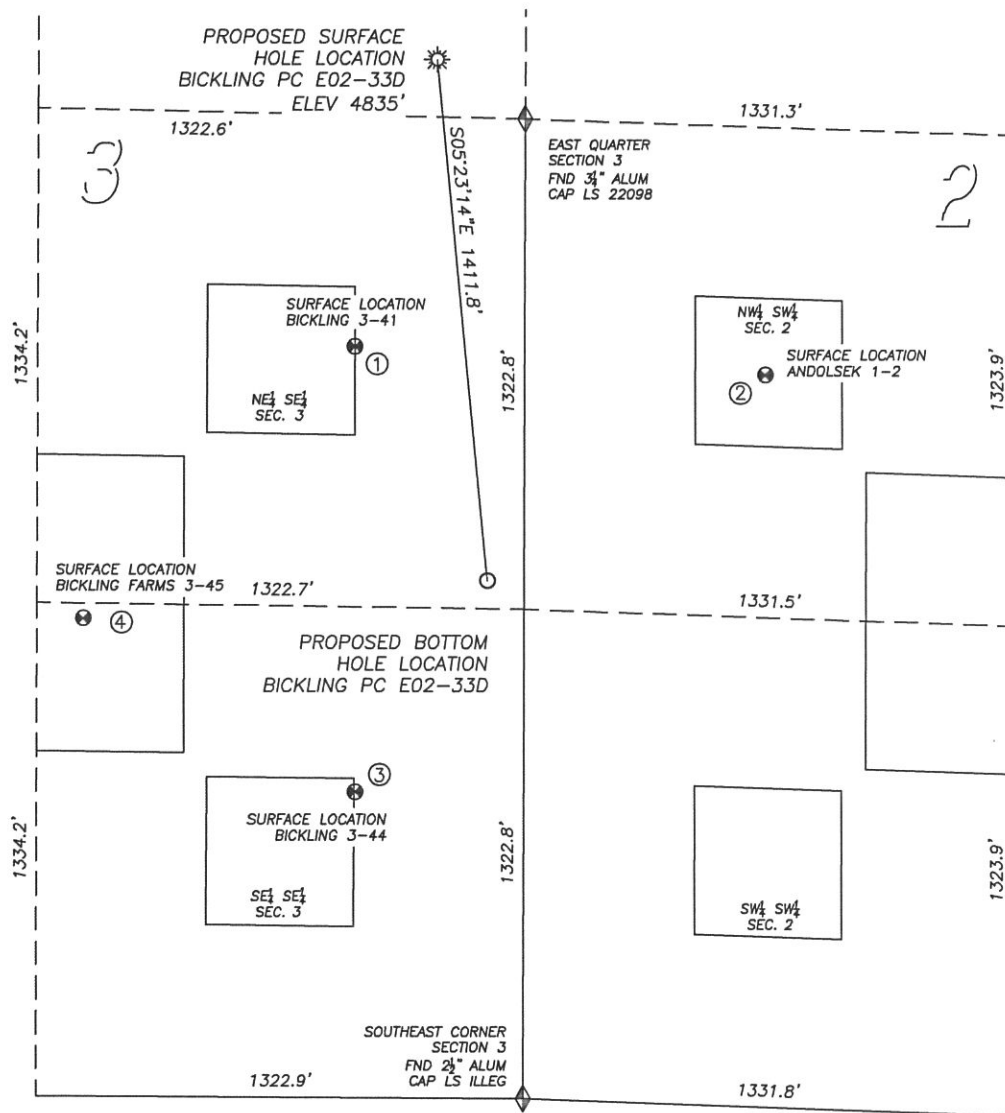 PROPOSED SURFACE
HOLE LOCATION
BICKLING PC E02-33D
ELEV 4835'
1322.6'
1331.3'
3
2
S05°23'14"E 1411.8'
EAST QUARTER
SECTION 3
FND 3¼" ALUM
CAP LS 22098
SURFACE LOCATION
BICKLING 3-41
①
NE¼ SE¼
SEC. 3
1334.2'
1322.8'
NW¼ SW¼
SEC. 2
SURFACE LOCATION
ANDOLSEK 1-2
②
1323.9'
SURFACE LOCATION
BICKLING FARMS 3-45
④
1322.7'
1331.5'
PROPOSED BOTTOM
HOLE LOCATION
BICKLING PC E02-33D
③
SURFACE LOCATION
BICKLING 3-44
SE¼ SE¼
SEC. 3
1334.2'
1322.8'
SW¼ SW¼
SEC. 2
1323.9'
SOUTHEAST CORNER
SECTION 3
FND 2½" ALUM
CAP LS ILLEG
1322.9'
1331.8'